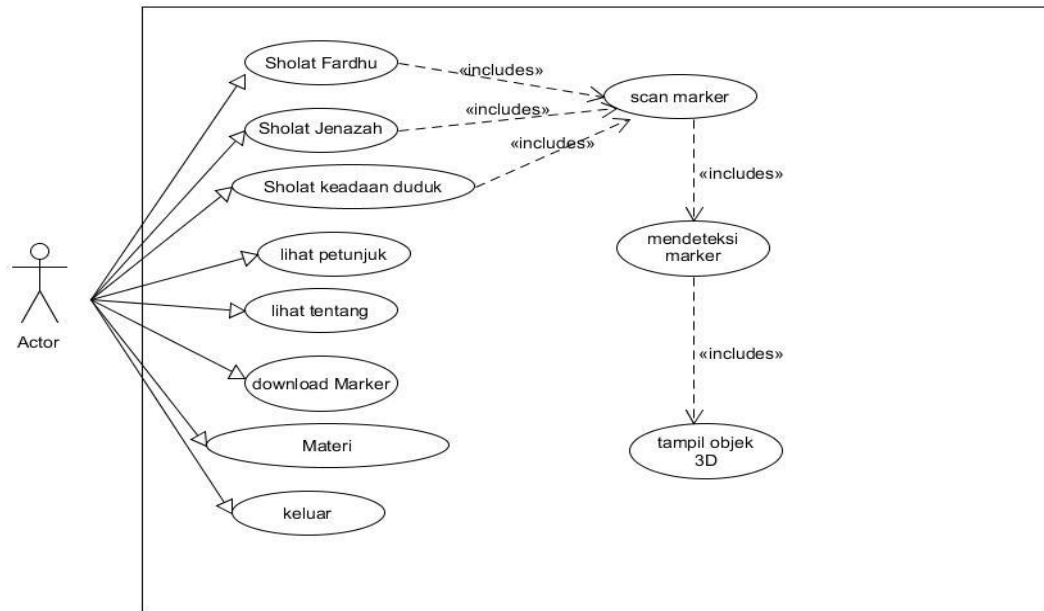 Sholat Fardhu
«includes»
scan marker
«includes»
Sholat Jenazah
«includes»
Sholat keadaan duduk
«includes»
mendeteksi
marker
lihat petunjuk
lihat tentang
Actor
«includes»
download Marker
Materi
tampil objek
3D
keluar